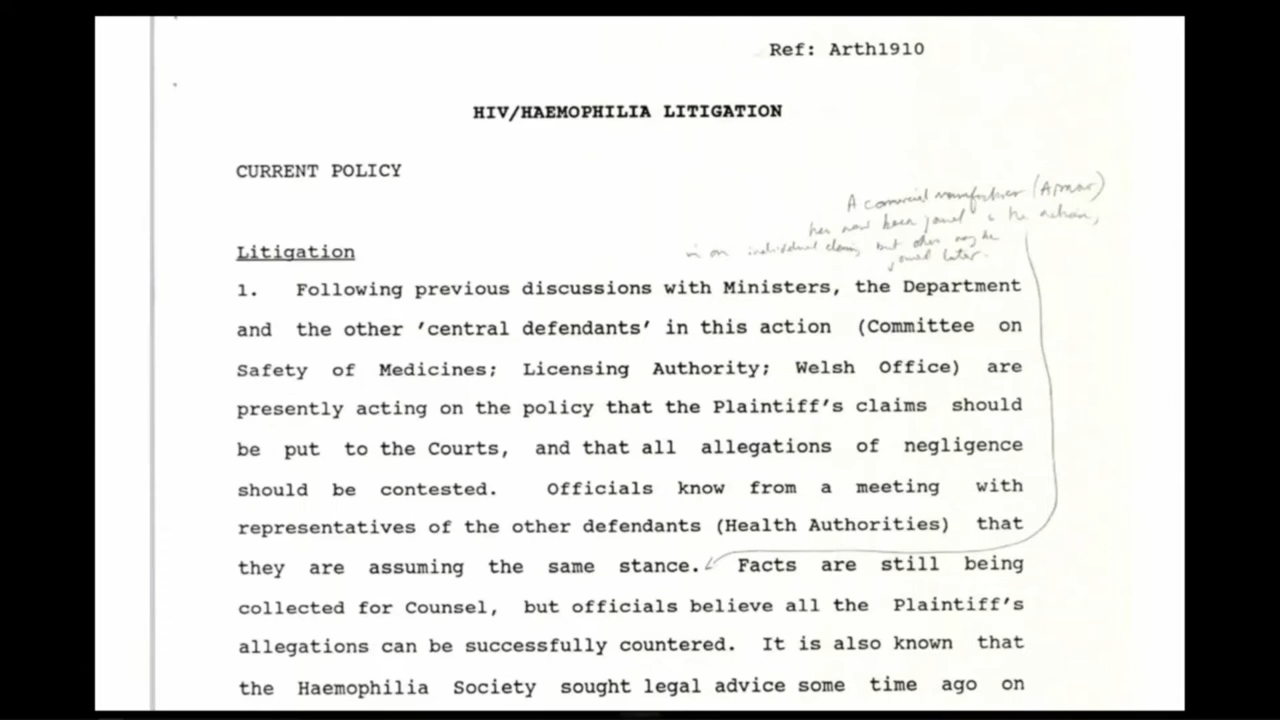 Ref: Arth1910
HIV/HAEMOPHILIA LITIGATION
CURRENT POLICY
A commercial manufacturer (Armour)
has now been joined in the action,
on individual claims but others may be
joined later.
Litigation
1. Following previous discussions with Ministers, the Department
and the other 'central defendants' in this action (Committee on
Safety of Medicines; Licensing Authority; Welsh Office) are
presently acting on the policy that the Plaintiff's claims should
be put to the Courts, and that all allegations of negligence
should be contested. Officials know from a meeting with
representatives of the other defendants (Health Authorities) that
they are assuming the same stance. Facts are still being
collected for Counsel, but officials believe all the Plaintiff's
allegations can be successfully countered. It is also known that
the Haemophilia Society sought legal advice some time ago on